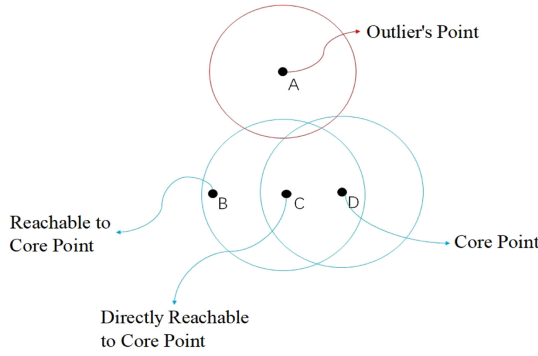 Outlier's Point
A
B
C
D
Reachable to
Core Point
Core Point
Directly Reachable
to Core Point